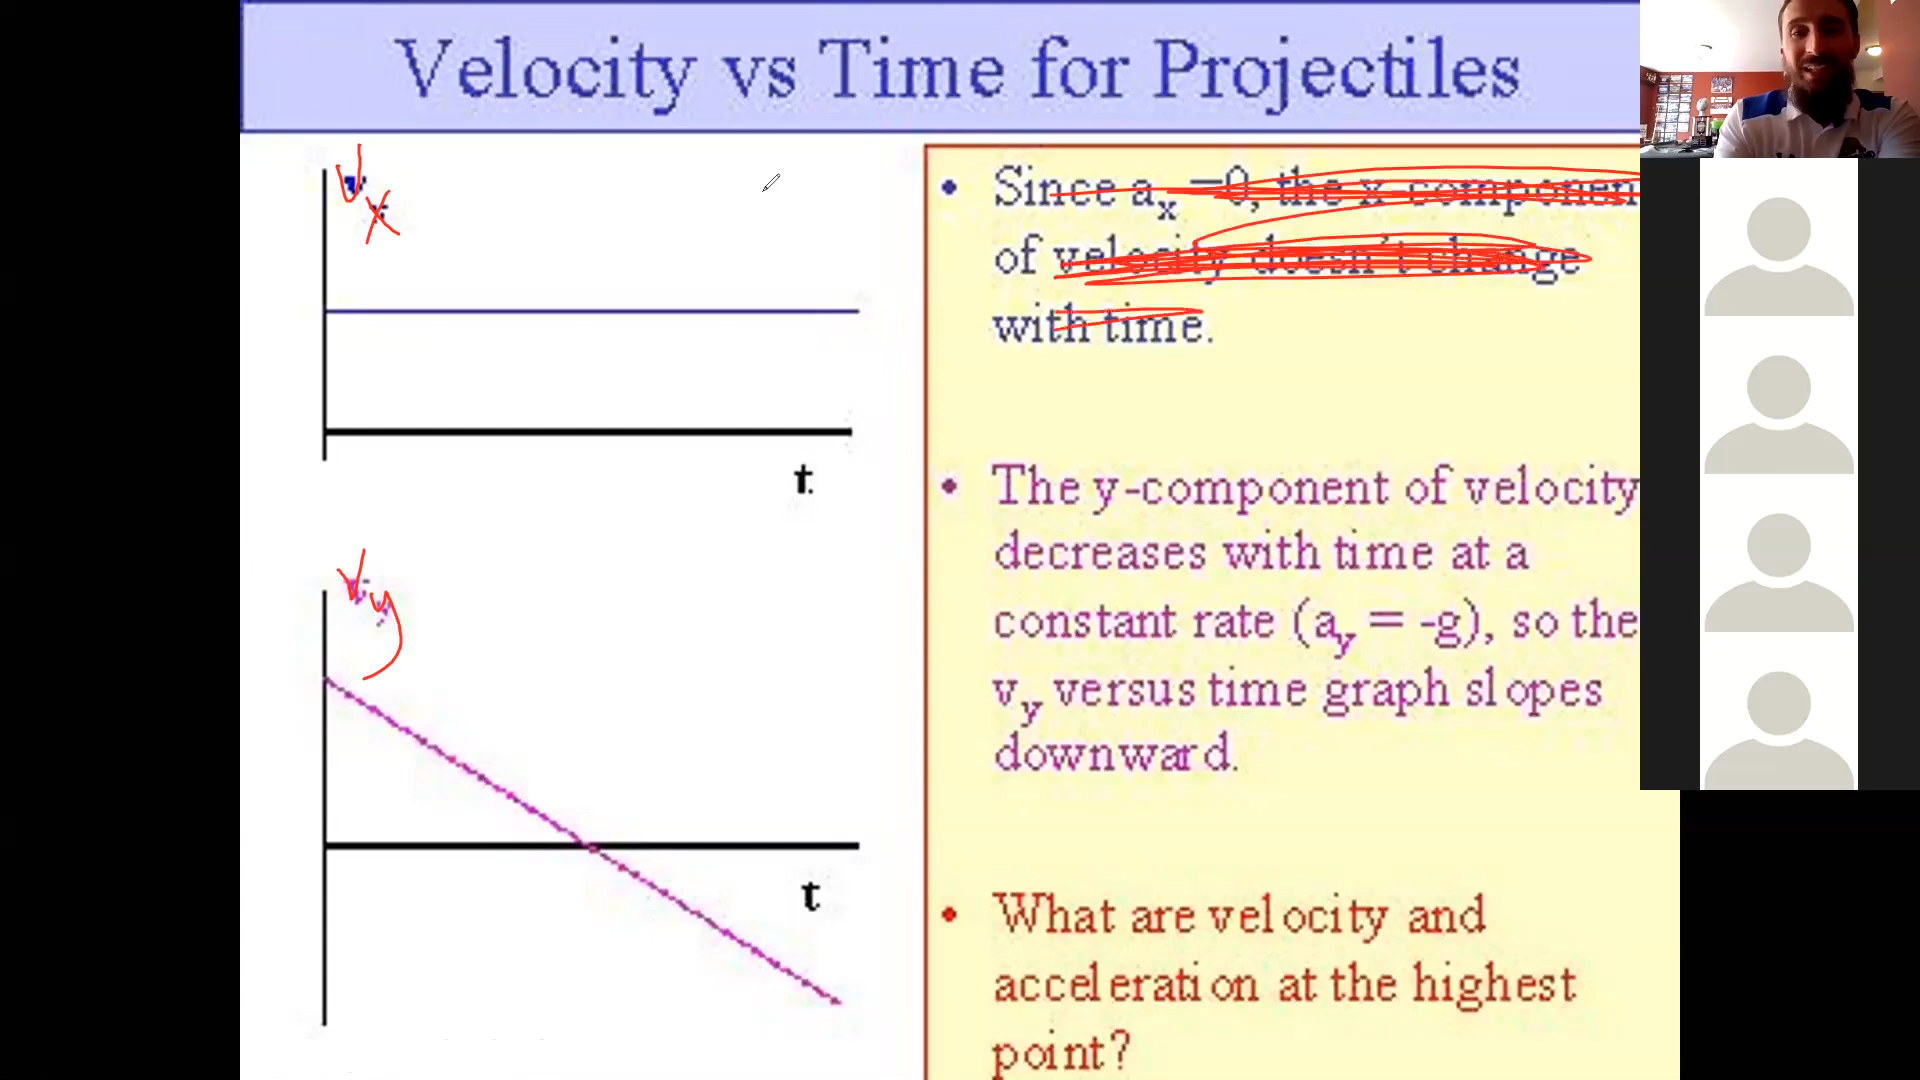 Velocity vs Time for Projectiles
V
x
t
Vy
t
• Since aₓ =0, the x-componen
of velocity doesn't change
with time.
• The y-component of velocity
decreases with time at a
constant rate (ay = -g), so the
vy versus time graph slopes
downward.
• What are velocity and
acceleration at the highest
point?